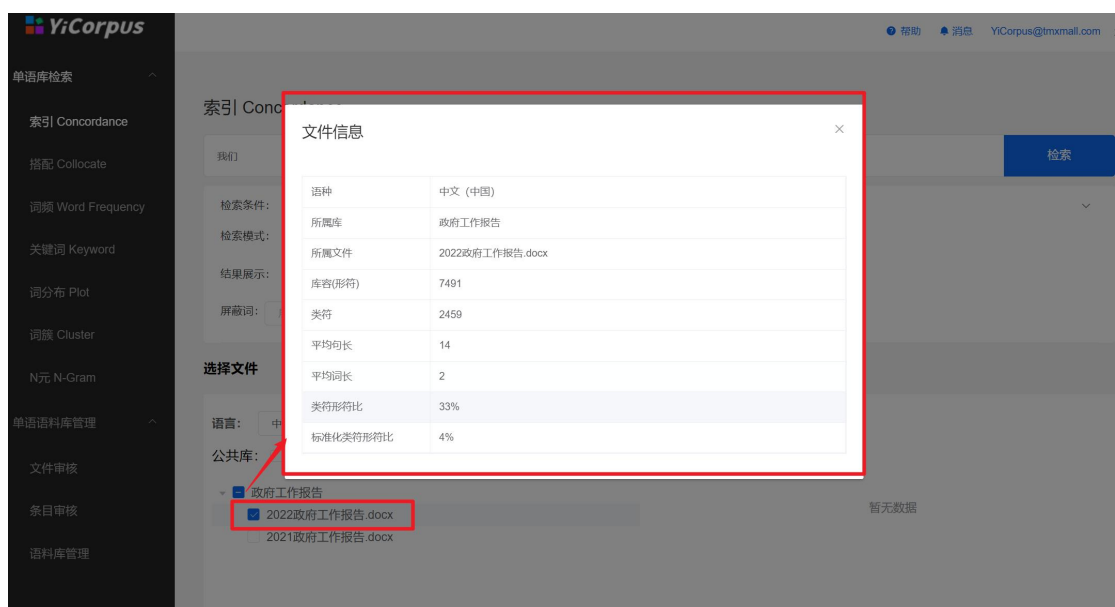 YiCorpus
帮助 消息 YiCorpus@tmxmall.com
单语库检索
索引 Concordance
搭配 Collocate
词频 Word Frequency
关键词 Keyword
词分布 Plot
词簇 Cluster
N元 N-Gram
单语语料库管理
文件审核
条目审核
语料库管理
索引 Concordance
我们 检索
检索条件:
检索模式:
结果展示:
屏蔽词:
文件信息
语种 中文 (中国)
所属库 政府工作报告
所属文件 2022政府工作报告.docx
库容(形符) 7491
类符 2459
平均句长 14
平均词长 2
类符形符比 33%
标准化类符形符比 4%
选择文件
语言: 中
公共库:
政府工作报告
2022政府工作报告.docx
2021政府工作报告.docx
暂无数据